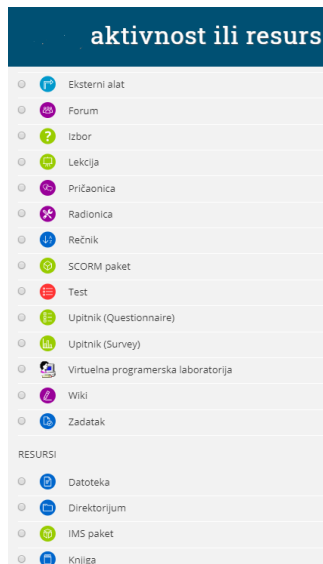 aktivnost ili resurs
Eksterni alat
Forum
Izbor
Lekcija
Pričaonica
Radionica
Rečnik
SCORM paket
Test
Upitnik (Questionnaire)
Upitnik (Survey)
Virtuelna programerska laboratorija
Wiki
Zadatak
RESURSI
Datoteka
Direktorijum
IMS paket
Knjiga